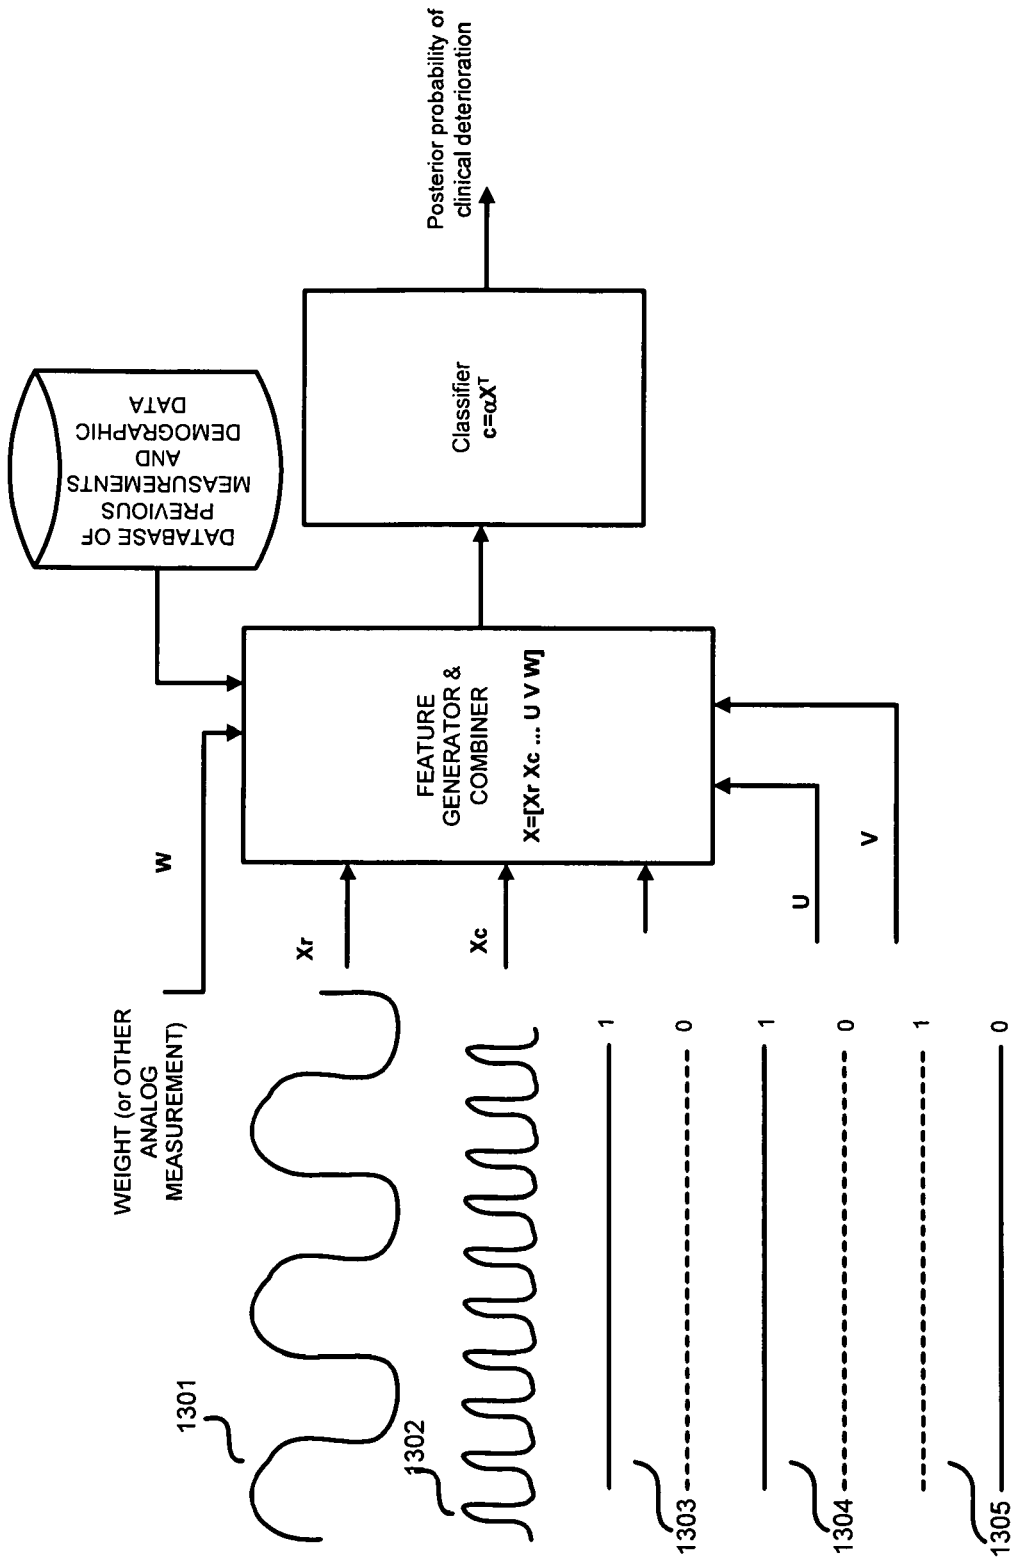 WEIGHT (or OTHER
ANALOG
MEASUREMENT)
W
DATABASE OF
PREVIOUS
MEASUREMENTS
AND
DEMOGRAPHIC
DATA
1301
Xr
1302
Xc
FEATURE
GENERATOR &
COMBINER
X=[Xr Xc ... U V W]
Classifier
c=αXᵀ
Posterior probability of
clinical deterioration
1303
1
0
1304
1
0
1305
1
0
U
V